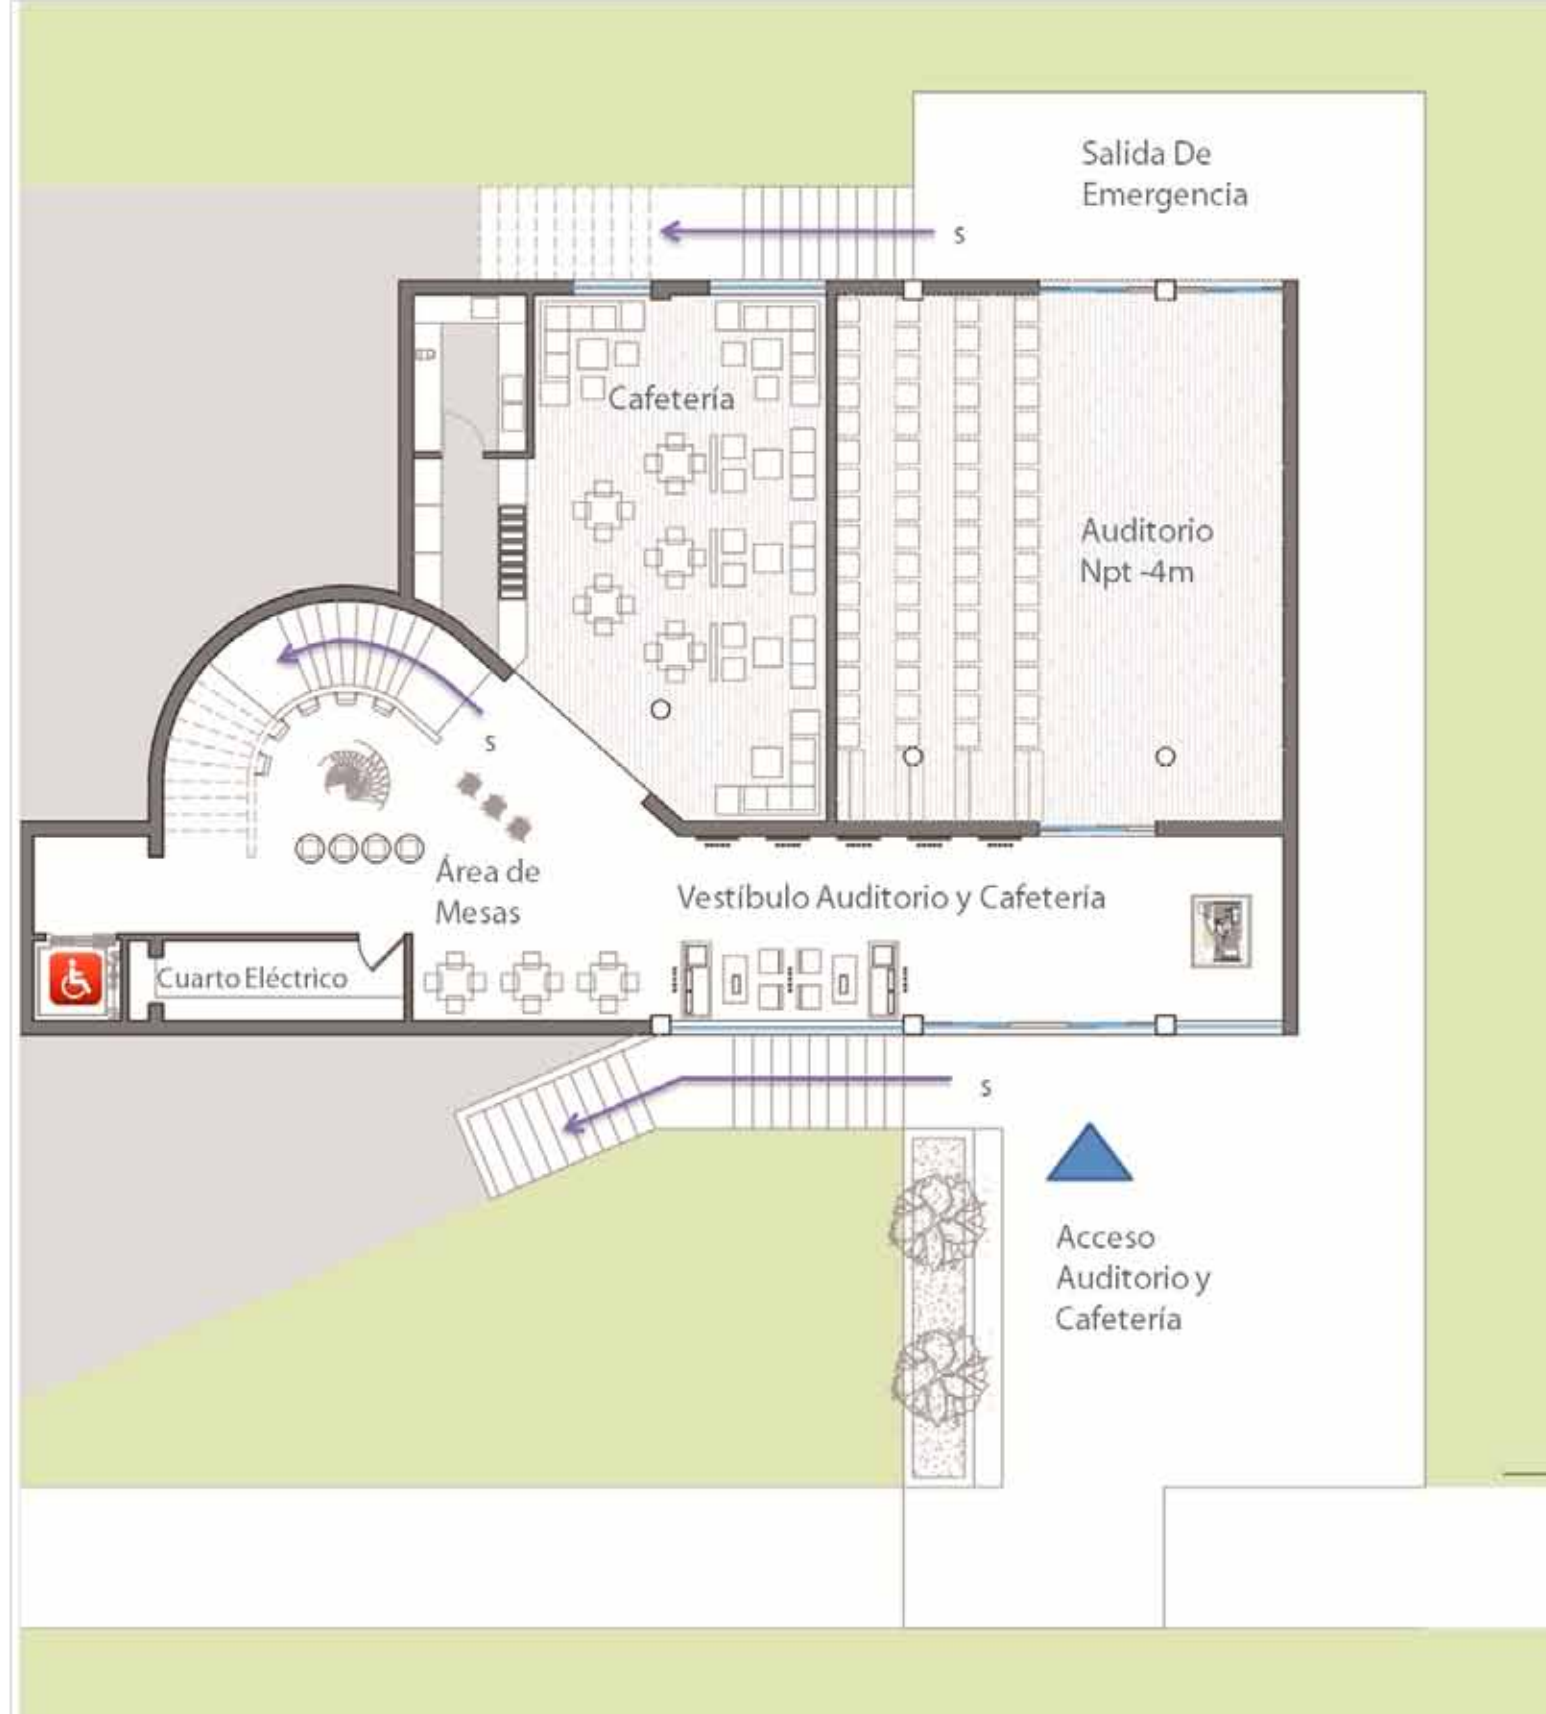 Salida De
Emergencia
S
Cafetería
Auditorio
Npt -4m
S
Área de
Mesas
Vestíbulo Auditorio y Cafetería
Cuarto Eléctrico
S
Acceso
Auditorio y
Cafetería